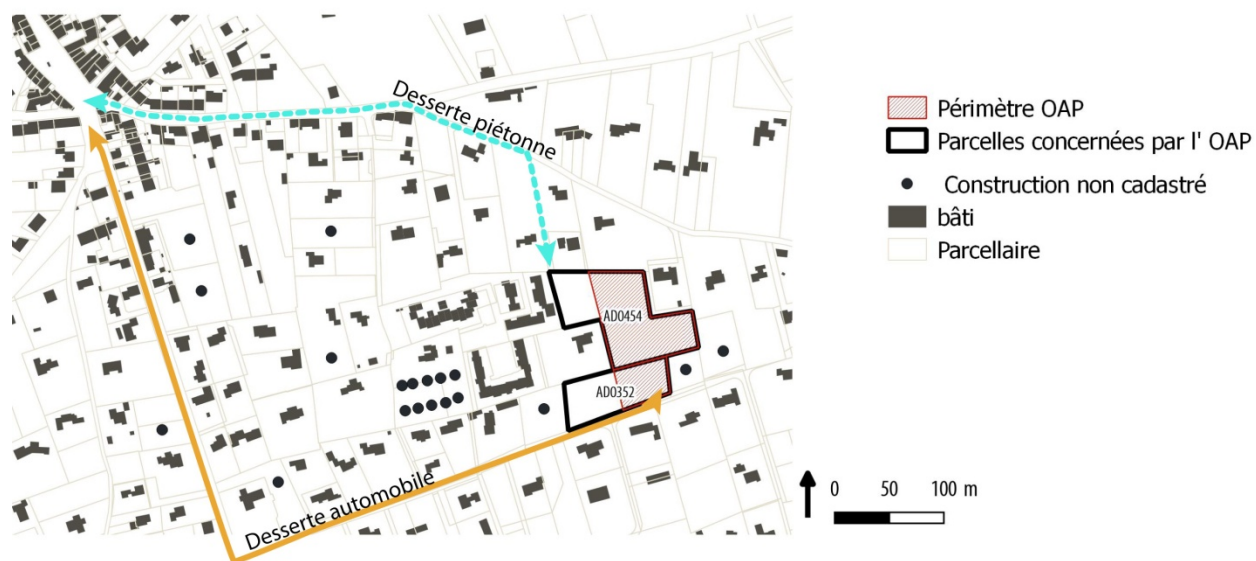 Desserte piétonne
AD0454
AD0352
Desserte automobile
Périmètre OAP
Parcelles concernées par l' OAP
Construction non cadastré
bâti
Parcellaire
0 50 100 m